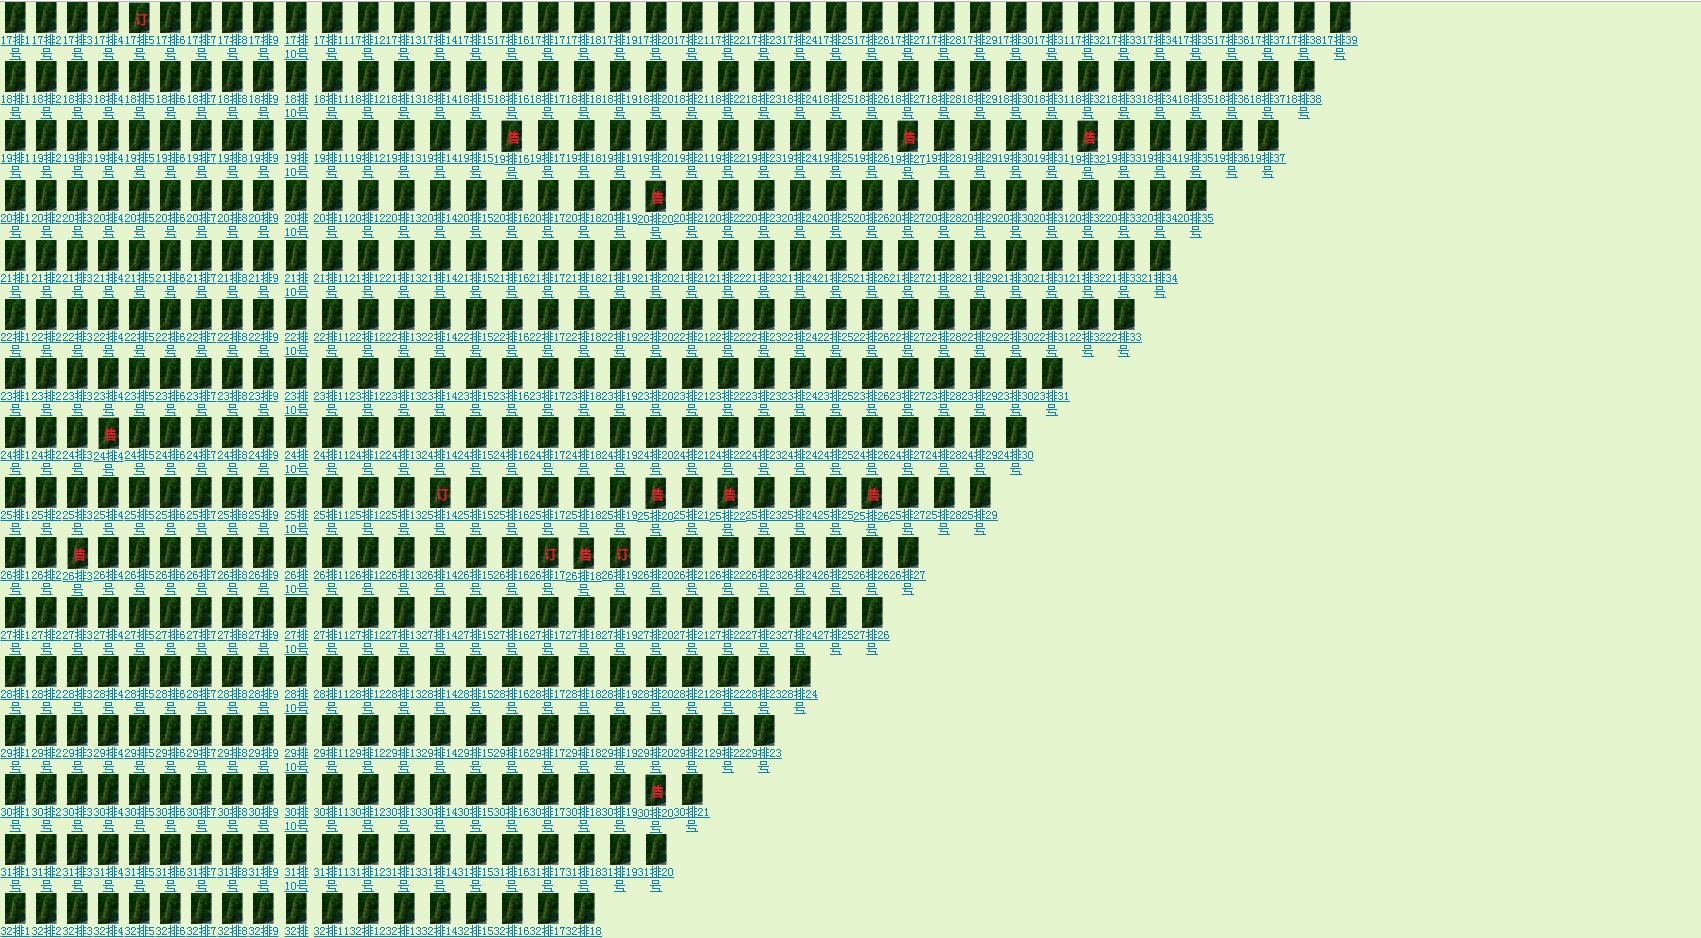 订
17排1 17排2 17排3 17排4 17排5 17排6 17排7 17排8 17排9 17排 17排11 17排12 17排13 17排14 17排15 17排16 17排17 17排18 17排19 17排20 17排21 17排22 17排23 17排24 17排25 17排26 17排27 17排28 17排29 17排30 17排31 17排32 17排33 17排34 17排35 17排36 17排37 17排38 17排39
号 号 号 号 号 号 号 号 号 10号 号 号 号 号 号 号 号 号 号 号 号 号 号 号 号 号 号 号 号 号 号 号 号 号 号 号 号 号 号
18排1 18排2 18排3 18排4 18排5 18排6 18排7 18排8 18排9 18排 18排11 18排12 18排13 18排14 18排15 18排16 18排17 18排18 18排19 18排20 18排21 18排22 18排23 18排24 18排25 18排26 18排27 18排28 18排29 18排30 18排31 18排32 18排33 18排34 18排35 18排36 18排37 18排38
号 号 号 号 号 号 号 号 号 10号 号 号 号 号 号 号 号 号 号 号 号 号 号 号 号 号 号 号 号 号 号 号 号 号 号 号 号 号
售 售 售
19排1 19排2 19排3 19排4 19排5 19排6 19排7 19排8 19排9 19排 19排11 19排12 19排13 19排14 19排15 19排16 19排17 19排18 19排19 19排20 19排21 19排22 19排23 19排24 19排25 19排26 19排27 19排28 19排29 19排30 19排31 19排32 19排33 19排34 19排35 19排36 19排37
号 号 号 号 号 号 号 号 号 10号 号 号 号 号 号 号 号 号 号 号 号 号 号 号 号 号 号 号 号 号 号 号 号 号 号 号 号
售
20排1 20排2 20排3 20排4 20排5 20排6 20排7 20排8 20排9 20排 20排11 20排12 20排13 20排14 20排15 20排16 20排17 20排18 20排19 20排20 20排21 20排22 20排23 20排24 20排25 20排26 20排27 20排28 20排29 20排30 20排31 20排32 20排33 20排34 20排35
号 号 号 号 号 号 号 号 号 10号 号 号 号 号 号 号 号 号 号 号 号 号 号 号 号 号 号 号 号 号 号 号 号 号 号
21排1 21排2 21排3 21排4 21排5 21排6 21排7 21排8 21排9 21排 21排11 21排12 21排13 21排14 21排15 21排16 21排17 21排18 21排19 21排20 21排21 21排22 21排23 21排24 21排25 21排26 21排27 21排28 21排29 21排30 21排31 21排32 21排33 21排34
号 号 号 号 号 号 号 号 号 10号 号 号 号 号 号 号 号 号 号 号 号 号 号 号 号 号 号 号 号 号 号 号 号 号
22排1 22排2 22排3 22排4 22排5 22排6 22排7 22排8 22排9 22排 22排11 22排12 22排13 22排14 22排15 22排16 22排17 22排18 22排19 22排20 22排21 22排22 22排23 22排24 22排25 22排26 22排27 22排28 22排29 22排30 22排31 22排32 22排33
号 号 号 号 号 号 号 号 号 10号 号 号 号 号 号 号 号 号 号 号 号 号 号 号 号 号 号 号 号 号 号 号 号
23排1 23排2 23排3 23排4 23排5 23排6 23排7 23排8 23排9 23排 23排11 23排12 23排13 23排14 23排15 23排16 23排17 23排18 23排19 23排20 23排21 23排22 23排23 23排24 23排25 23排26 23排27 23排28 23排29 23排30 23排31
号 号 号 号 号 号 号 号 号 10号 号 号 号 号 号 号 号 号 号 号 号 号 号 号 号 号 号 号 号 号 号
售
24排1 24排2 24排3 24排4 24排5 24排6 24排7 24排8 24排9 24排 24排11 24排12 24排13 24排14 24排15 24排16 24排17 24排18 24排19 24排20 24排21 24排22 24排23 24排24 24排25 24排26 24排27 24排28 24排29 24排30
号 号 号 号 号 号 号 号 号 10号 号 号 号 号 号 号 号 号 号 号 号 号 号 号 号 号 号 号 号 号
订 售 售 售
25排1 25排2 25排3 25排4 25排5 25排6 25排7 25排8 25排9 25排 25排11 25排12 25排13 25排14 25排15 25排16 25排17 25排18 25排19 25排20 25排21 25排22 25排23 25排24 25排25 25排26 25排27 25排28 25排29
号 号 号 号 号 号 号 号 号 10号 号 号 号 号 号 号 号 号 号 号 号 号 号 号 号 号 号 号 号
售 订 售 订
26排1 26排2 26排3 26排4 26排5 26排6 26排7 26排8 26排9 26排 26排11 26排12 26排13 26排14 26排15 26排16 26排17 26排18 26排19 26排20 26排21 26排22 26排23 26排24 26排25 26排26 26排27
号 号 号 号 号 号 号 号 号 10号 号 号 号 号 号 号 号 号 号 号 号 号 号 号 号 号 号
27排1 27排2 27排3 27排4 27排5 27排6 27排7 27排8 27排9 27排 27排11 27排12 27排13 27排14 27排15 27排16 27排17 27排18 27排19 27排20 27排21 27排22 27排23 27排24 27排25 27排26
号 号 号 号 号 号 号 号 号 10号 号 号 号 号 号 号 号 号 号 号 号 号 号 号 号 号
28排1 28排2 28排3 28排4 28排5 28排6 28排7 28排8 28排9 28排 28排11 28排12 28排13 28排14 28排15 28排16 28排17 28排18 28排19 28排20 28排21 28排22 28排23 28排24
号 号 号 号 号 号 号 号 号 10号 号 号 号 号 号 号 号 号 号 号 号 号 号 号
29排1 29排2 29排3 29排4 29排5 29排6 29排7 29排8 29排9 29排 29排11 29排12 29排13 29排14 29排15 29排16 29排17 29排18 29排19 29排20 29排21 29排22 29排23
号 号 号 号 号 号 号 号 号 10号 号 号 号 号 号 号 号 号 号 号 号 号 号
售
30排1 30排2 30排3 30排4 30排5 30排6 30排7 30排8 30排9 30排 30排11 30排12 30排13 30排14 30排15 30排16 30排17 30排18 30排19 30排20 30排21
号 号 号 号 号 号 号 号 号 10号 号 号 号 号 号 号 号 号 号 号 号
31排1 31排2 31排3 31排4 31排5 31排6 31排7 31排8 31排9 31排 31排11 31排12 31排13 31排14 31排15 31排16 31排17 31排18 31排19 31排20
号 号 号 号 号 号 号 号 号 10号 号 号 号 号 号 号 号 号 号 号
32排1 32排2 32排3 32排4 32排5 32排6 32排7 32排8 32排9 32排 32排11 32排12 32排13 32排14 32排15 32排16 32排17 32排18